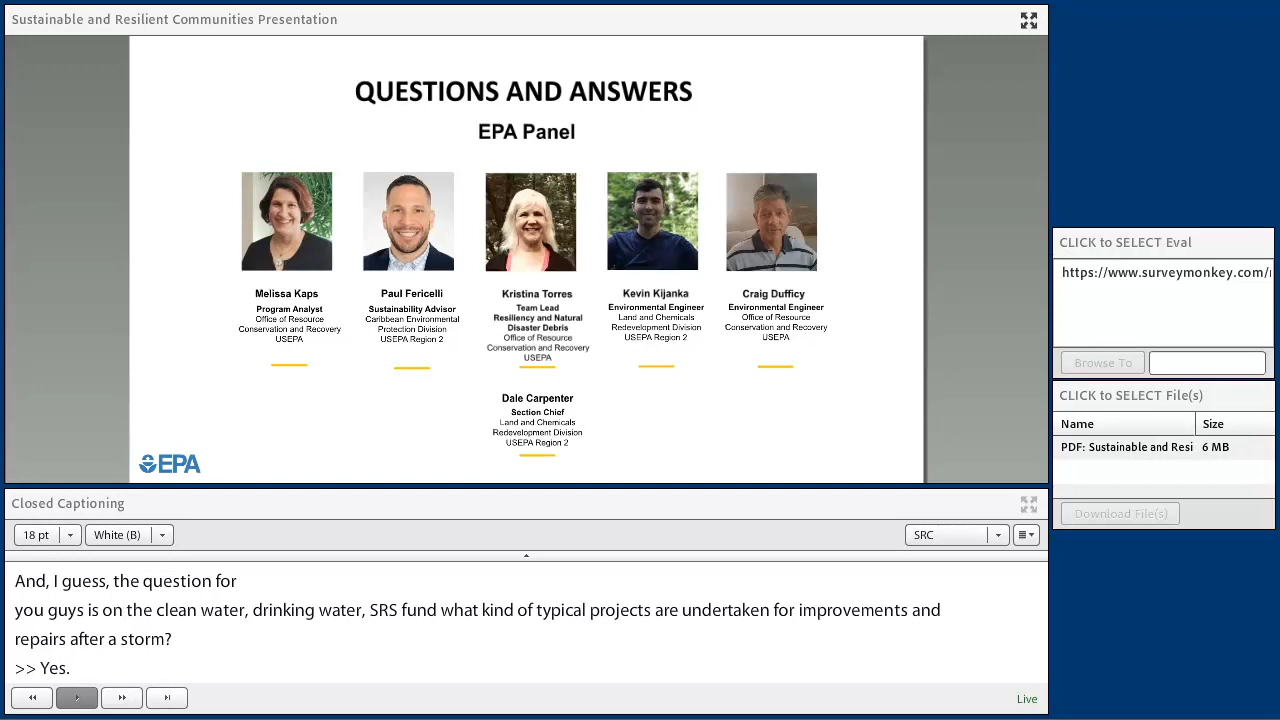 Sustainable and Resilient Communities Presentation
QUESTIONS AND ANSWERS
EPA Panel
Melissa Kaps
Program Analyst
Office of Resource
Conservation and Recovery
USEPA
Paul Fericelli
Sustainability Advisor
Caribbean Environmental
Protection Division
USEPA Region 2
Kristina Torres
Team Lead
Resiliency and Natural
Disaster Debris
Office of Resource
Conservation and Recovery
USEPA
Kevin Kijanka
Environmental Engineer
Land and Chemicals
Redevelopment Division
USEPA Region 2
Craig Dufficy
Environmental Engineer
Office of Resource
Conservation and Recovery
USEPA
Dale Carpenter
Section Chief
Land and Chemicals
Redevelopment Division
USEPA Region 2
EPA
Closed Captioning
18 pt
White (B)
SRC
And, I guess, the question for
you guys is on the clean water, drinking water, SRS fund what kind of typical projects are undertaken for improvements and
repairs after a storm?
>> Yes.
Live
CLICK to SELECT Eval
https://www.surveymonkey.com/
Browse To
CLICK to SELECT File(s)
Name Size
PDF: Sustainable and Resi 6 MB
Download File(s)